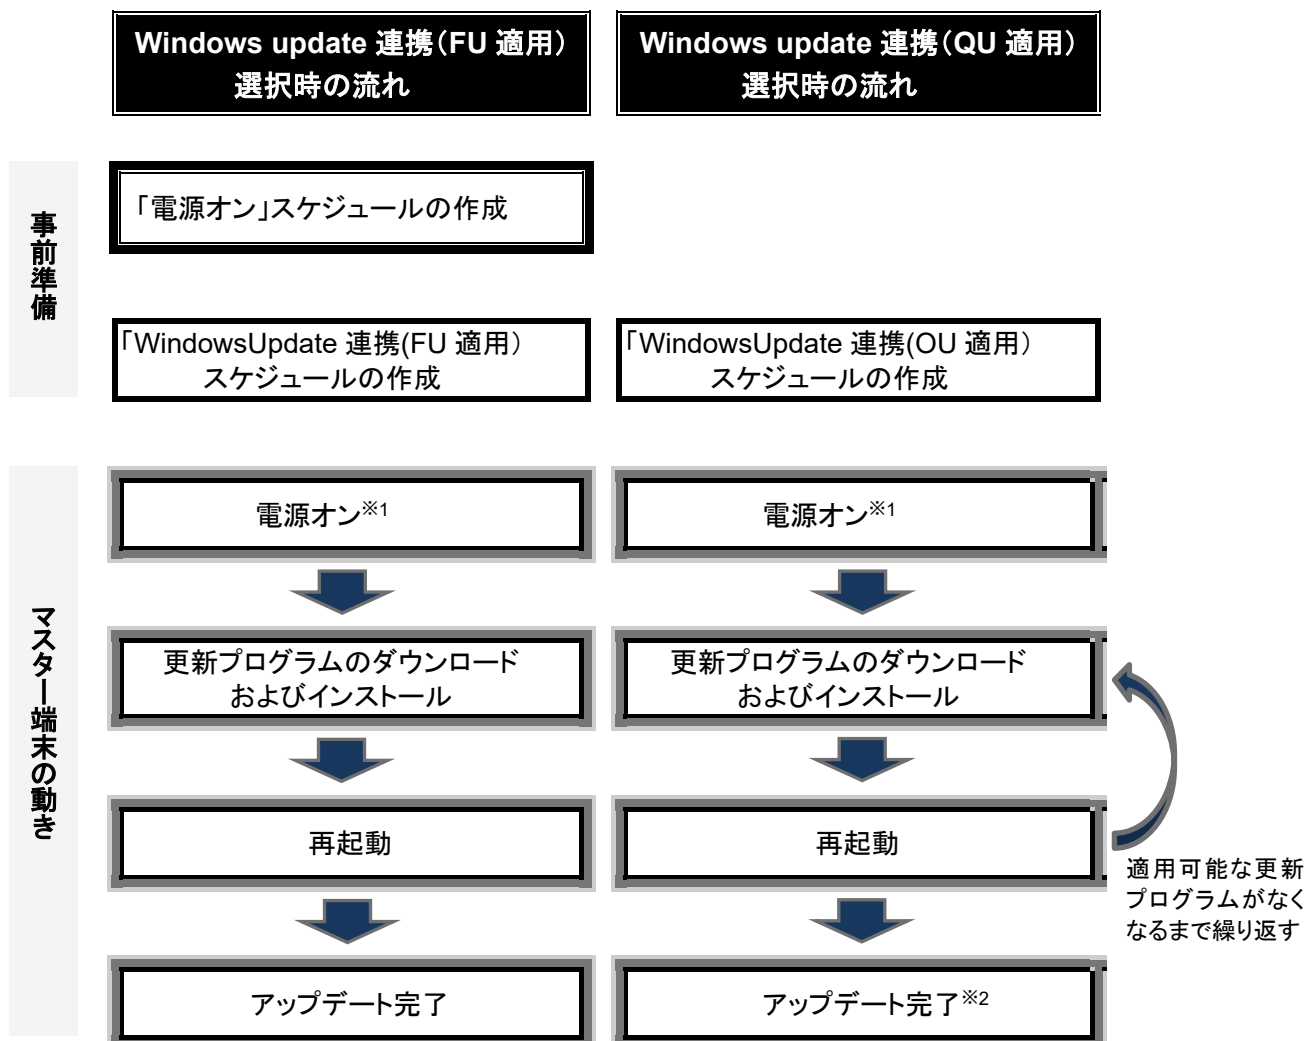 Windows update 連携（FU 適用）
選択時の流れ
Windows update 連携（QU 適用）
選択時の流れ
事前準備
「電源オン」スケジュールの作成
「WindowsUpdate 連携(FU 適用）
スケジュールの作成
「WindowsUpdate 連携(OU 適用）
スケジュールの作成
マスター端末の動き
電源オン※1
電源オン※1
更新プログラムのダウンロード
およびインストール
更新プログラムのダウンロード
およびインストール
再起動
再起動
適用可能な更新
プログラムがなく
なるまで繰り返す
アップデート完了
アップデート完了※2